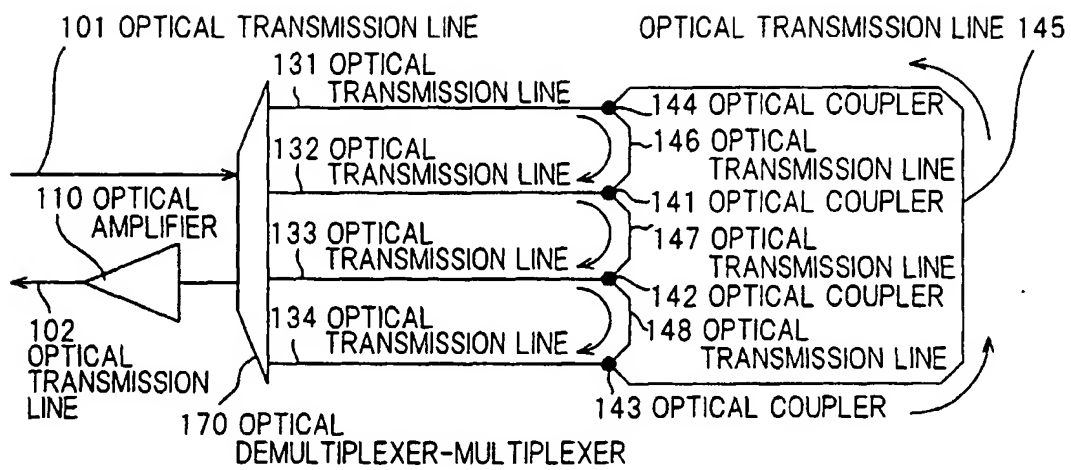 101 OPTICAL TRANSMISSION LINE
OPTICAL TRANSMISSION LINE 145
131 OPTICAL
TRANSMISSION LINE
144 OPTICAL COUPLER
132 OPTICAL
TRANSMISSION LINE
146 OPTICAL
TRANSMISSION LINE
110 OPTICAL
AMPLIFIER
141 OPTICAL COUPLER
133 OPTICAL
TRANSMISSION LINE
147 OPTICAL
TRANSMISSION LINE
142 OPTICAL COUPLER
134 OPTICAL
TRANSMISSION LINE
148 OPTICAL
TRANSMISSION LINE
102
OPTICAL
TRANSMISSION
LINE
143 OPTICAL COUPLER
170 OPTICAL
DEMULTIPLEXER-MULTIPLEXER